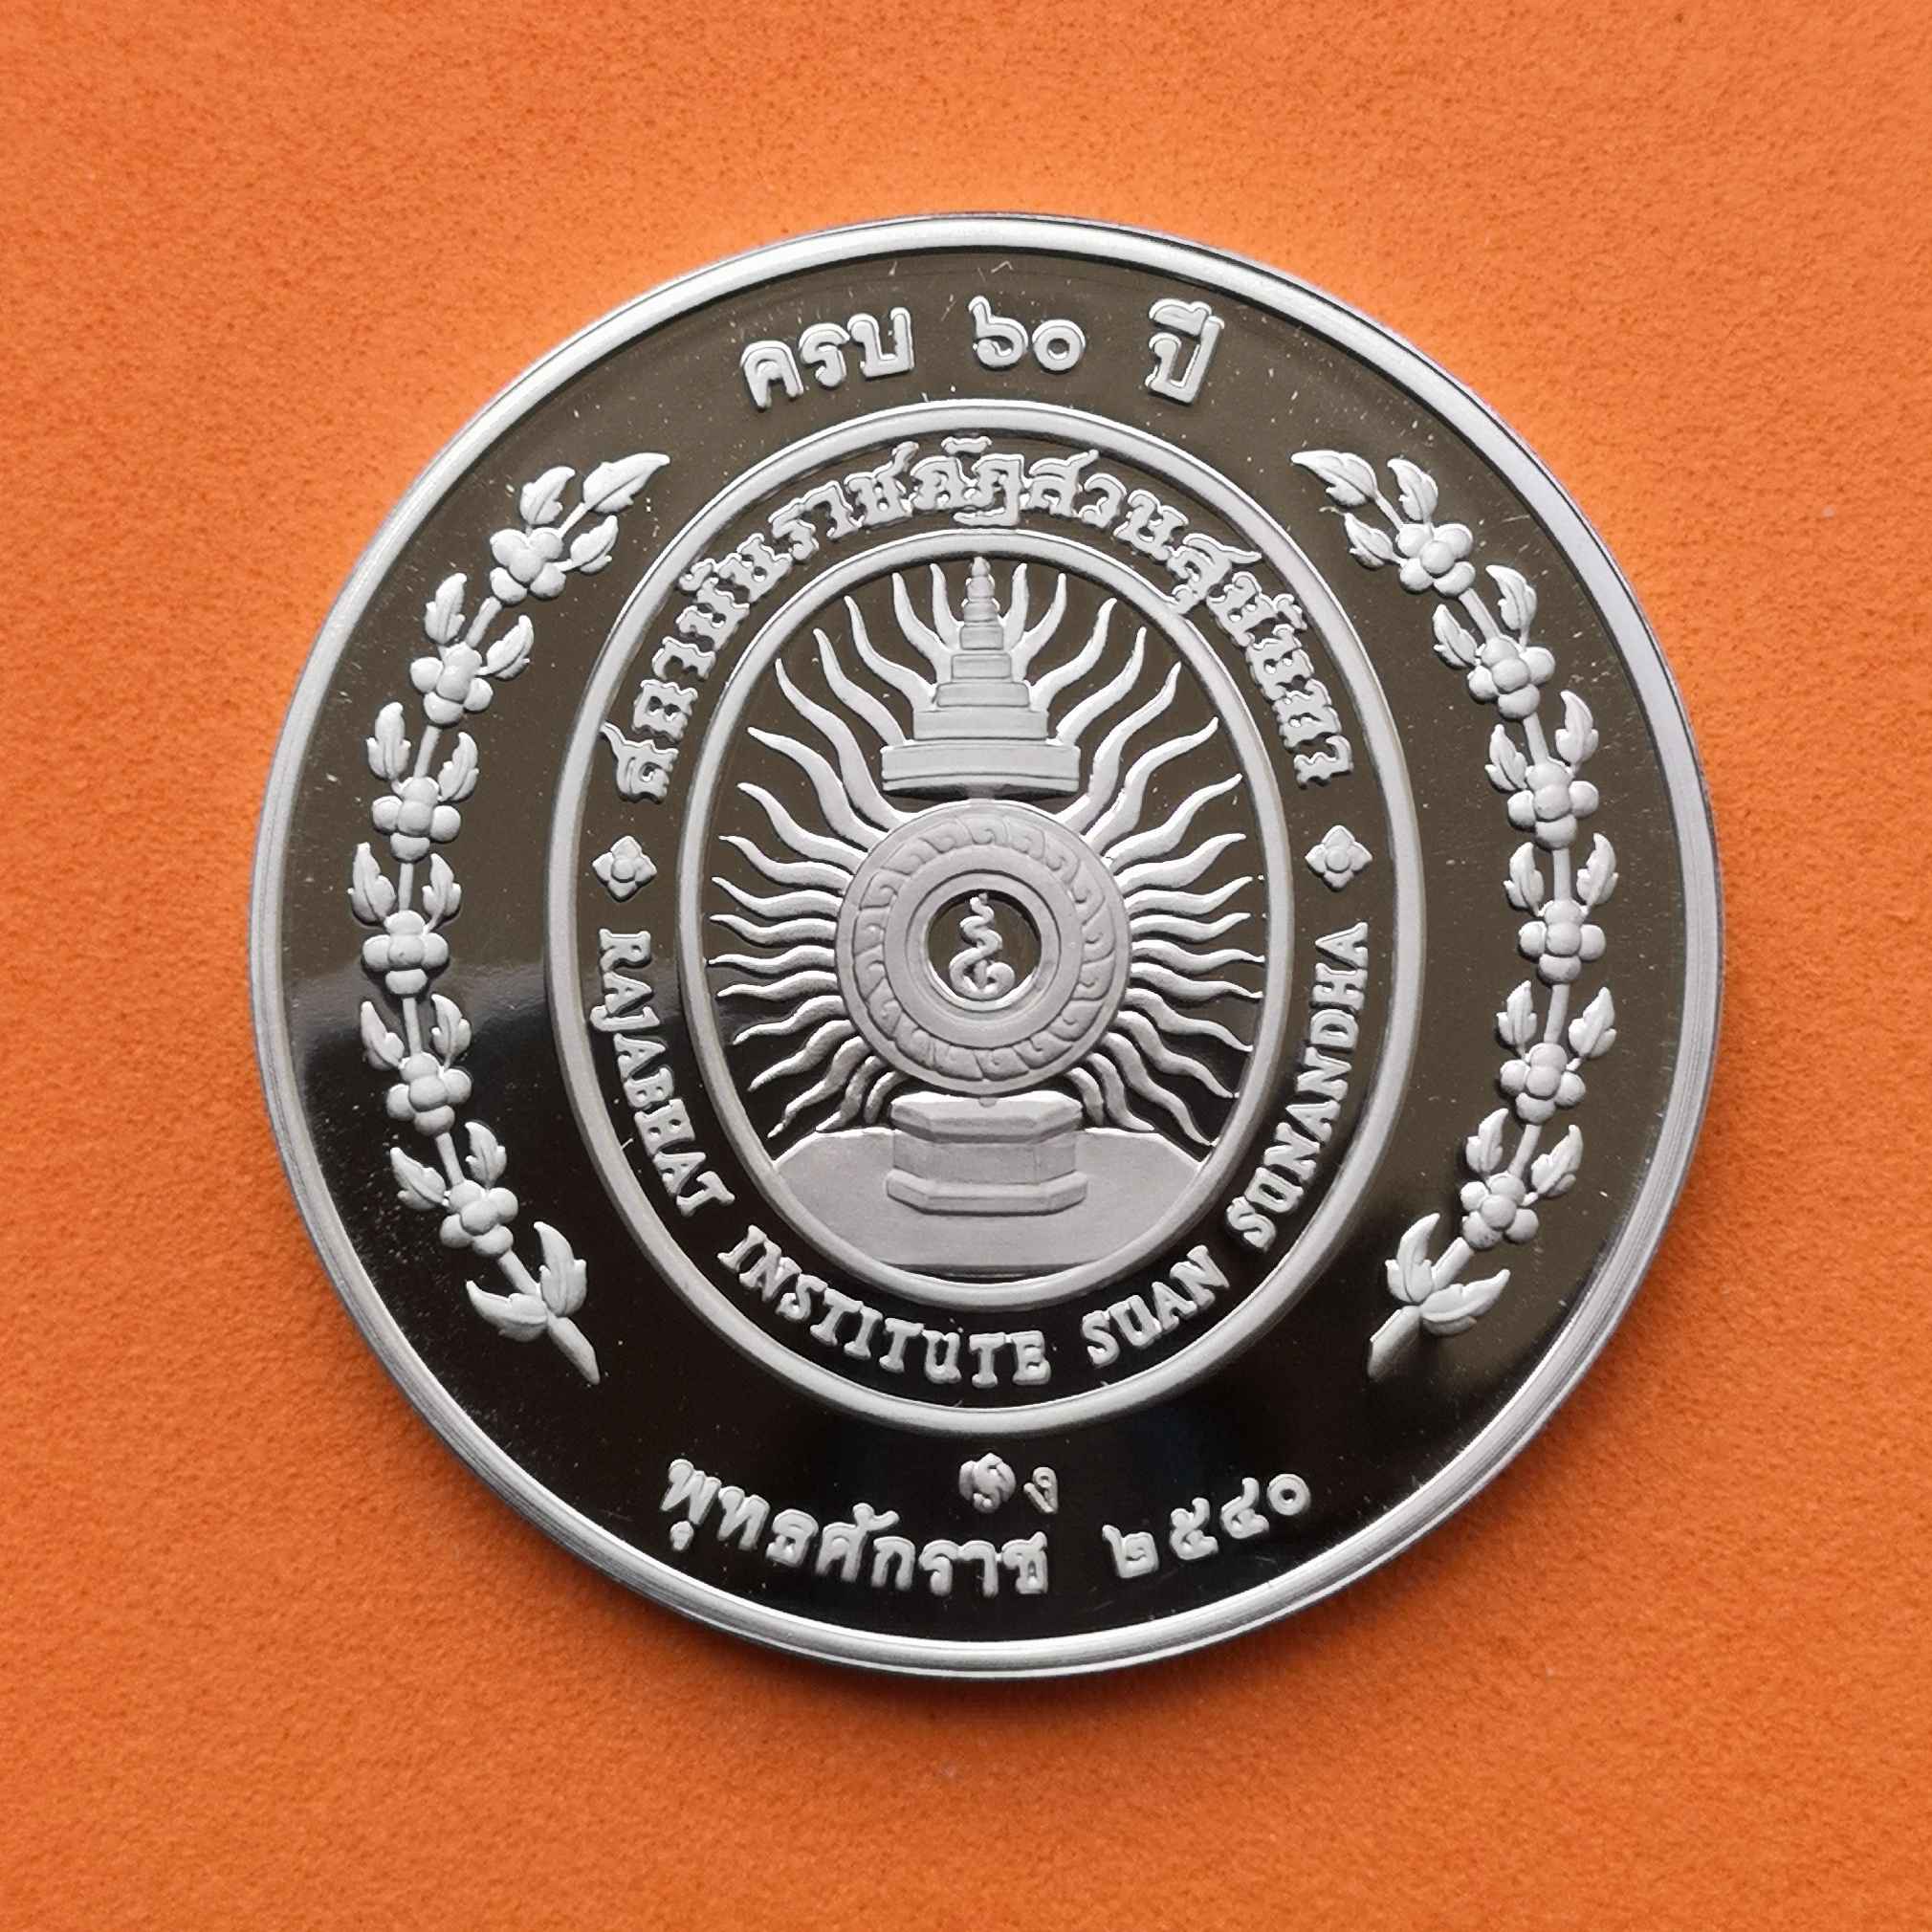 ครบ ๖๐ ปี
สถาบันราชภัฏสวนสุนันทา
RAJABHAT INSTITUTE SUAN SUNANDHA
ง
พุทธศักราช ๒๕๔๐